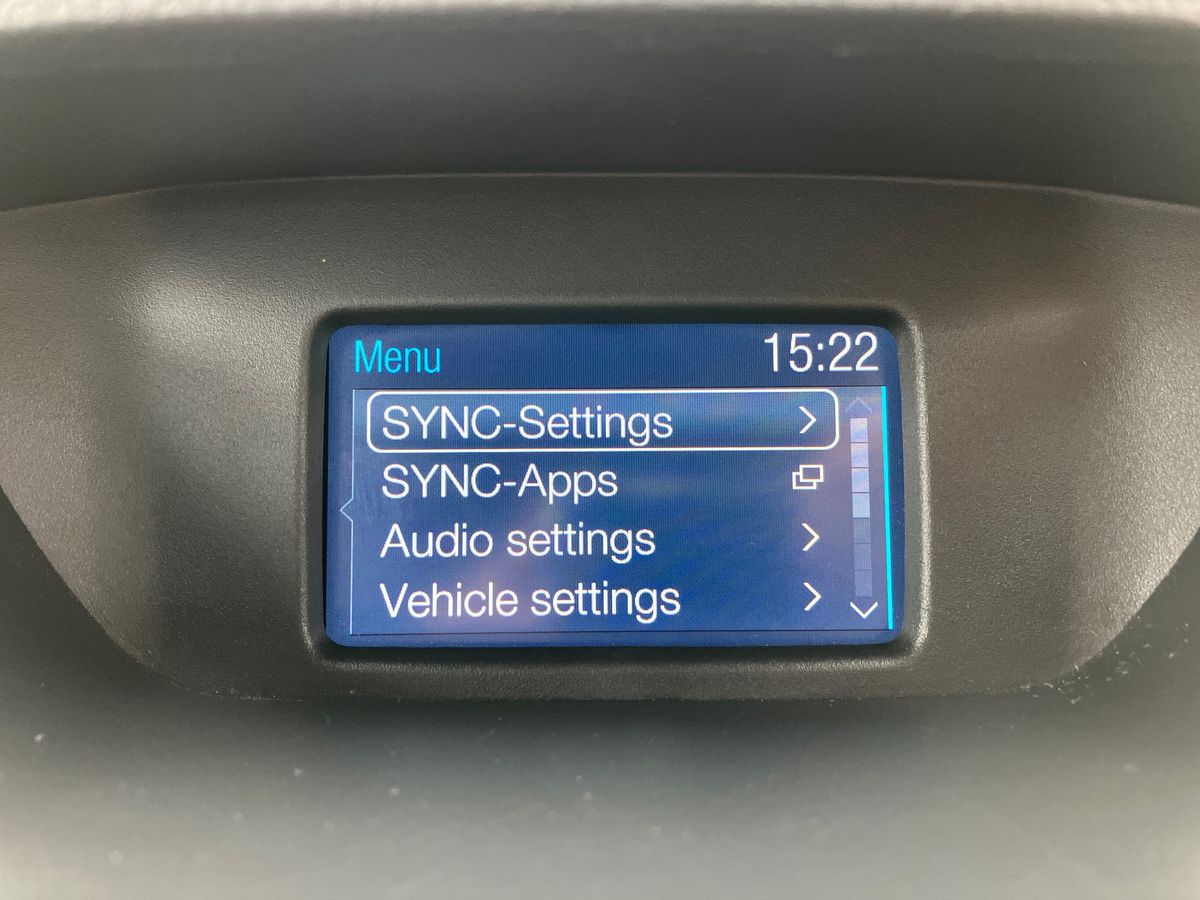 Menu 15:22
SYNC-Settings
SYNC-Apps
Audio settings
Vehicle settings